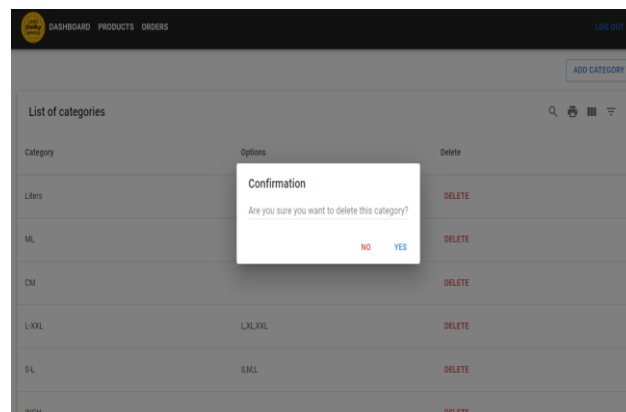 DASHBOARD PRODUCTS ORDERS LOG OUT
ADD CATEGORY
List of categories
Category Options Delete
Confirmation
Are you sure you want to delete this category?
NO YES
Liters DELETE
ML DELETE
CM DELETE
L-XXL L,XL,XXL DELETE
S-L S,M,L DELETE
DELETE